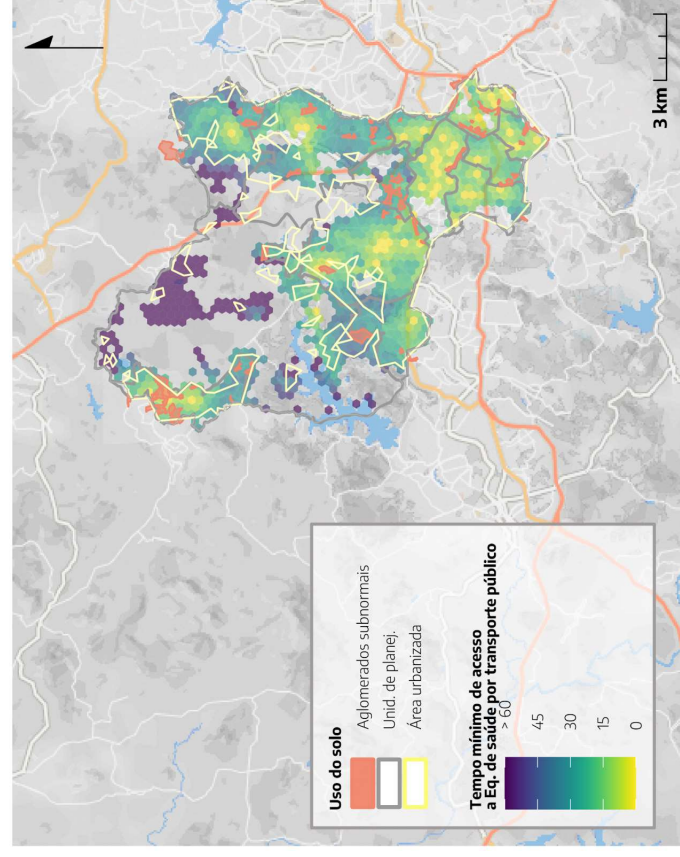 Uso do solo
Aglomerados subnormais
Unid. de planej.
Área urbanizada
Tempo mínimo de acesso
a Eq. de saúde por transporte público
> 60
45
30
15
0
3 km